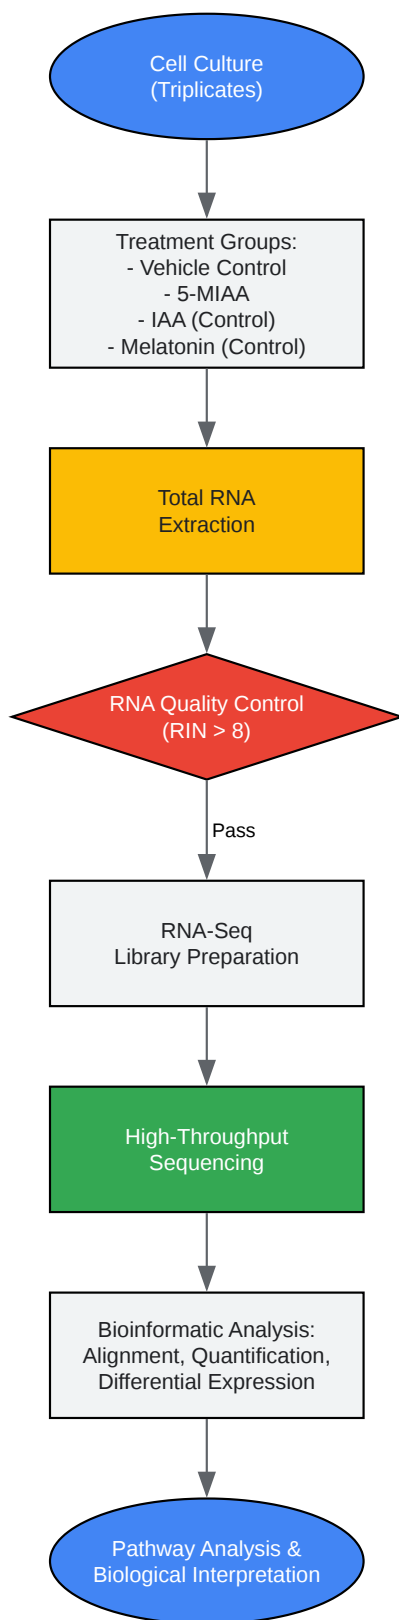 Cell Culture
(Triplicates)
Treatment Groups:
- Vehicle Control
- 5-MIAA
- IAA (Control)
- Melatonin (Control)
Total RNA
Extraction
RNA Quality Control
(RIN > 8)
Pass
RNA-Seq
Library Preparation
High-Throughput
Sequencing
Bioinformatic Analysis:
Alignment, Quantification,
Differential Expression
Pathway Analysis &
Biological Interpretation